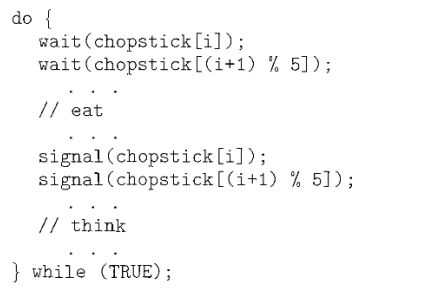 do {
wait(chopstick[i]);
wait(chopstick[(i+1) % 5]);
. . .
// eat
. . .
signal(chopstick[i]);
signal(chopstick[(i+1) % 5]);
. . .
// think
. . .
} while (TRUE);